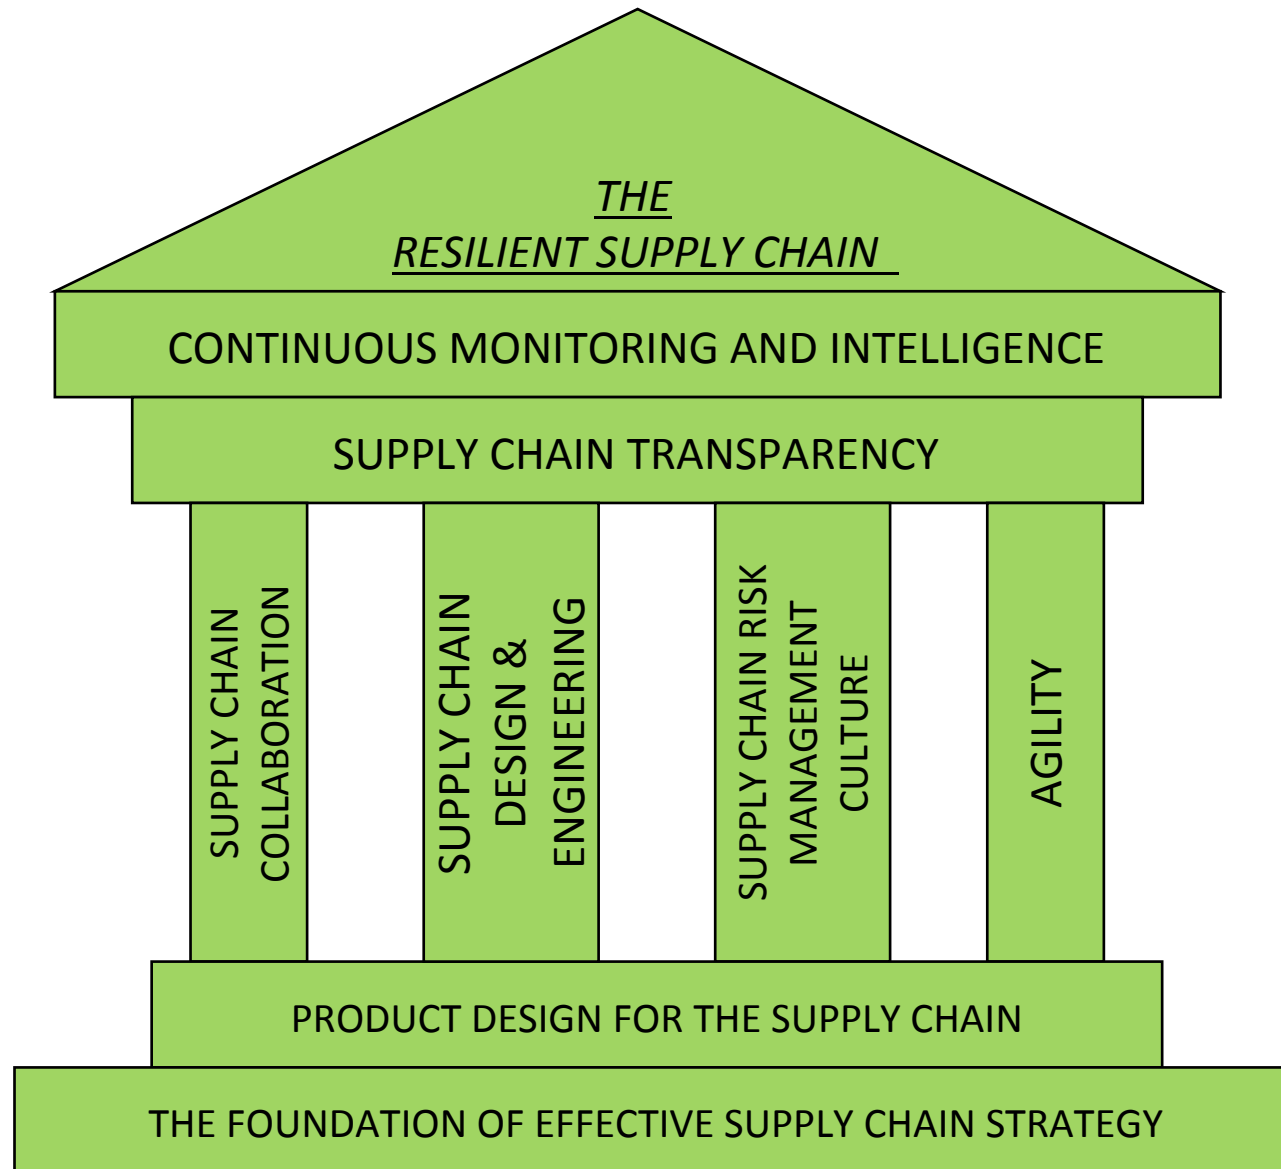 THE
RESILIENT SUPPLY CHAIN
CONTINUOUS MONITORING AND INTELLIGENCE
SUPPLY CHAIN TRANSPARENCY
SUPPLY CHAIN
COLLABORATION
SUPPLY CHAIN
DESIGN &
ENGINEERING
SUPPLY CHAIN RISK
MANAGEMENT
CULTURE
AGILITY
PRODUCT DESIGN FOR THE SUPPLY CHAIN
THE FOUNDATION OF EFFECTIVE SUPPLY CHAIN STRATEGY